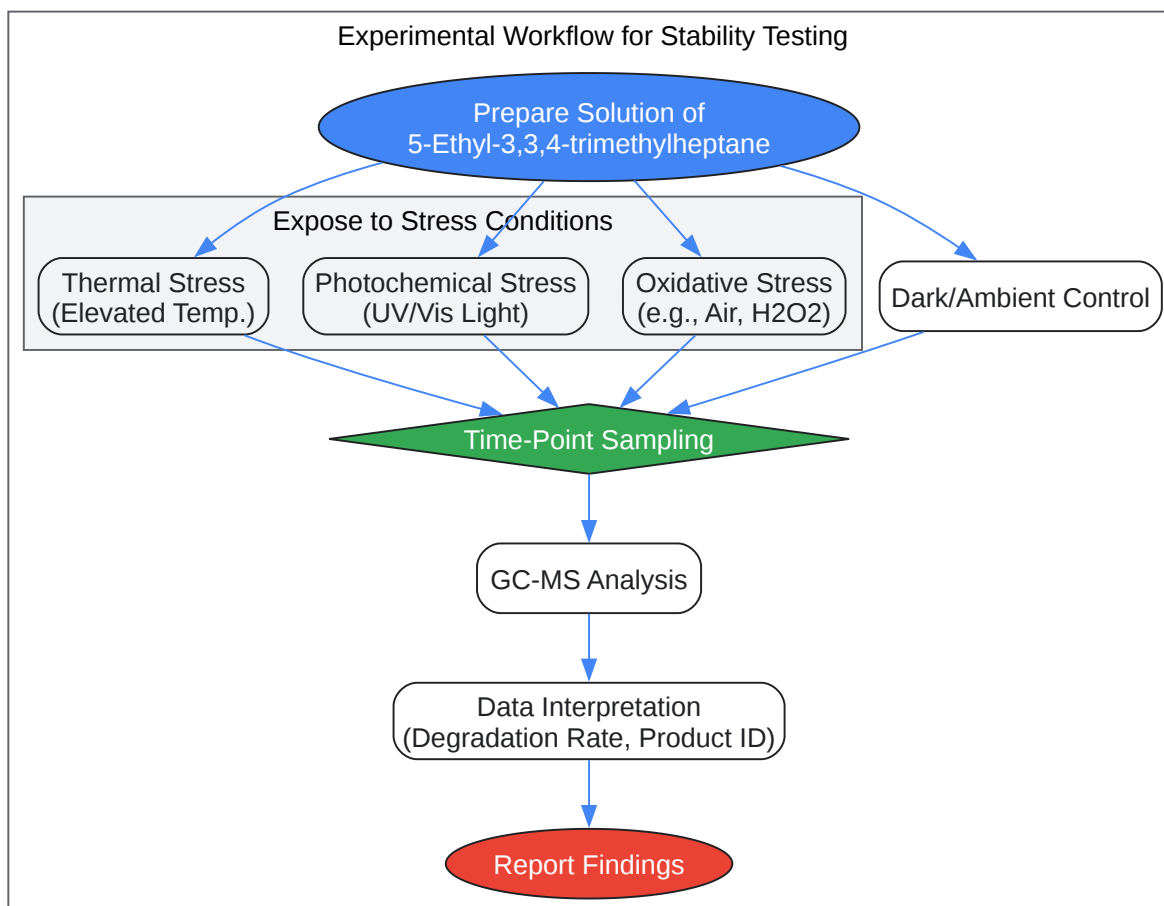 Experimental Workflow for Stability Testing
Prepare Solution of
5-Ethyl-3,3,4-trimethylheptane
Expose to Stress Conditions
Thermal Stress
(Elevated Temp.)
Photochemical Stress
(UV/Vis Light)
Oxidative Stress
(e.g., Air, H2O2)
Dark/Ambient Control
Time-Point Sampling
GC-MS Analysis
Data Interpretation
(Degradation Rate, Product ID)
Report Findings